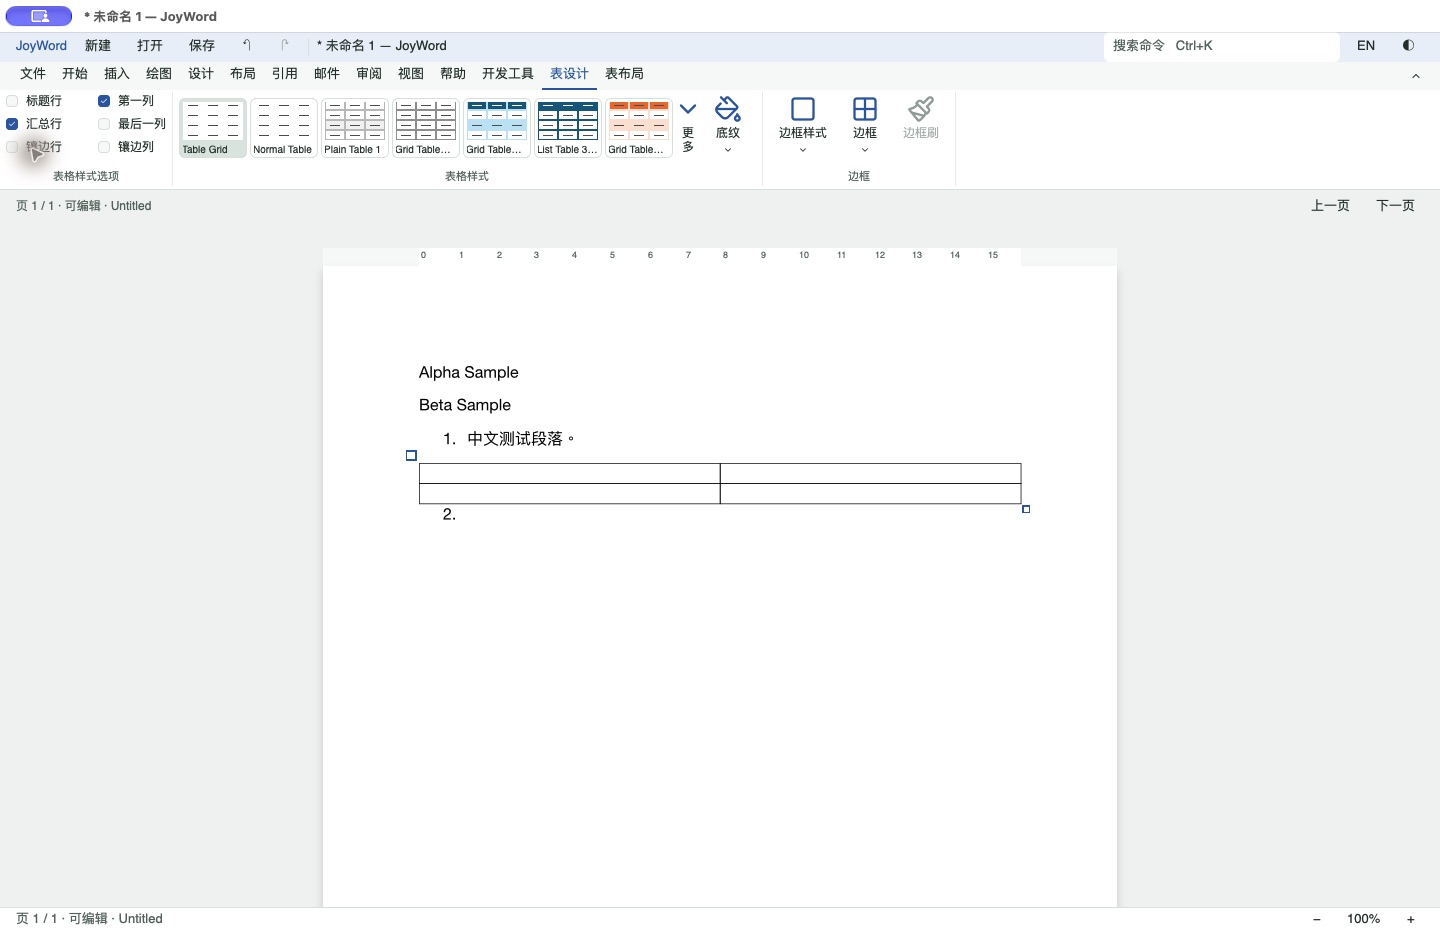 * 未命名 1 — JoyWord
JoyWord 新建 打开 保存 * 未命名 1 — JoyWord 搜索命令 Ctrl+K EN
文件 开始 插入 绘图 设计 布局 引用 邮件 审阅 视图 帮助 开发工具 表设计 表布局
标题行 第一列
汇总行 最后一列
镶边行 镶边列
表格样式选项
Table Grid Normal Table Plain Table 1 Grid Table... Grid Table... List Table 3... Grid Table...
更多
底纹
表格样式
边框样式 边框 边框刷
边框
页 1 / 1 · 可编辑 · Untitled 上一页 下一页
0 1 2 3 4 5 6 7 8 9 10 11 12 13 14 15
Alpha Sample
Beta Sample
1. 中文测试段落。
2.
页 1 / 1 · 可编辑 · Untitled − 100% +